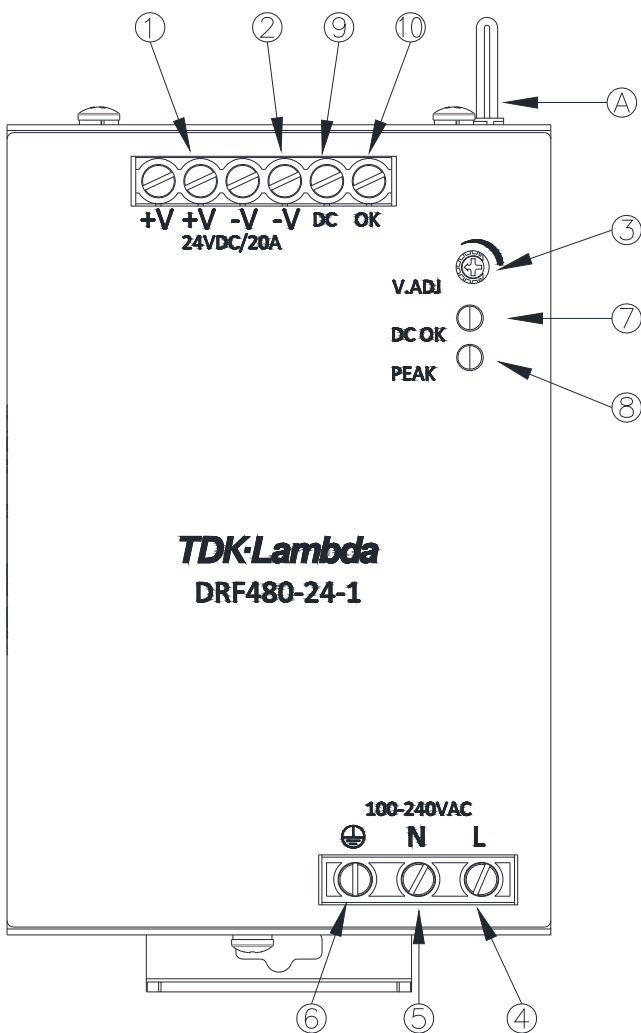 ① ② ⑨ ⑩
Ⓐ
+V +V -V -V DC OK
24VDC/20A
③
V.ADJ
⑦
DC OK
PEAK
⑧
TDK·Lambda
DRF480-24-1
100-240VAC
N L
⑥ ⑤ ④